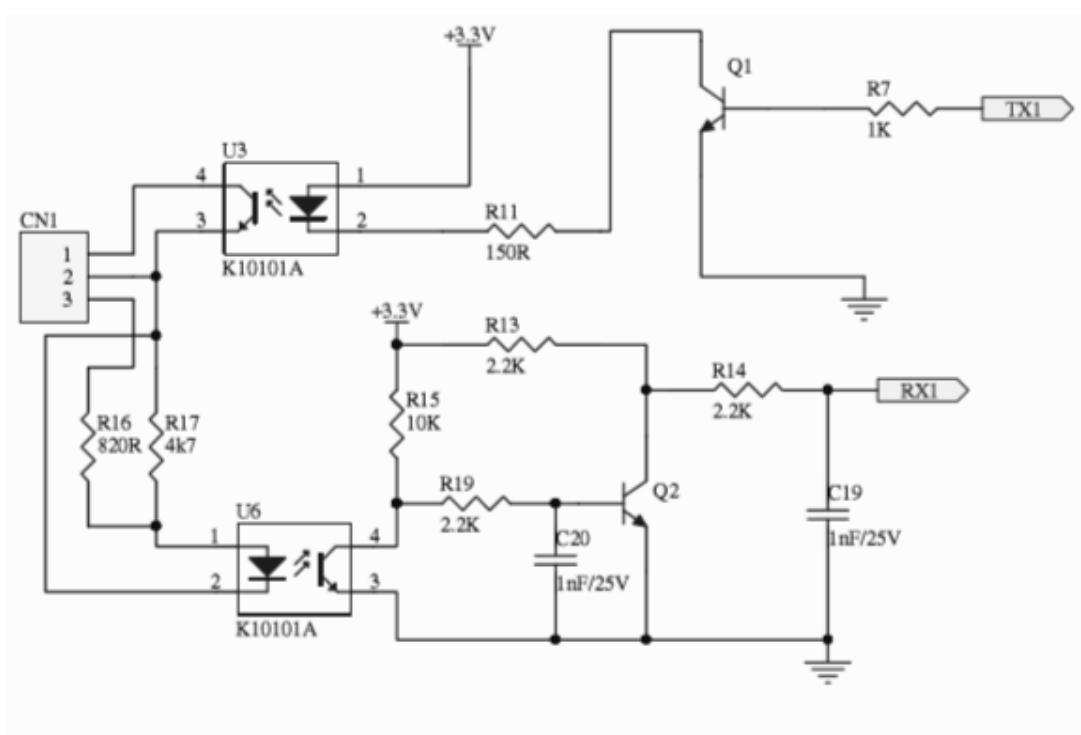 +3.3V
Q1
R7
TX1
1K
U3
4
1
3
2
K10101A
R11
150R
CN1
1
2
3
+3.3V
R13
2.2K
R14
2.2K
RX1
R15
10K
R16
820R
R17
4k7
R19
2.2K
Q2
C19
1nF/25V
C20
1nF/25V
U6
1
4
2
3
K10101A